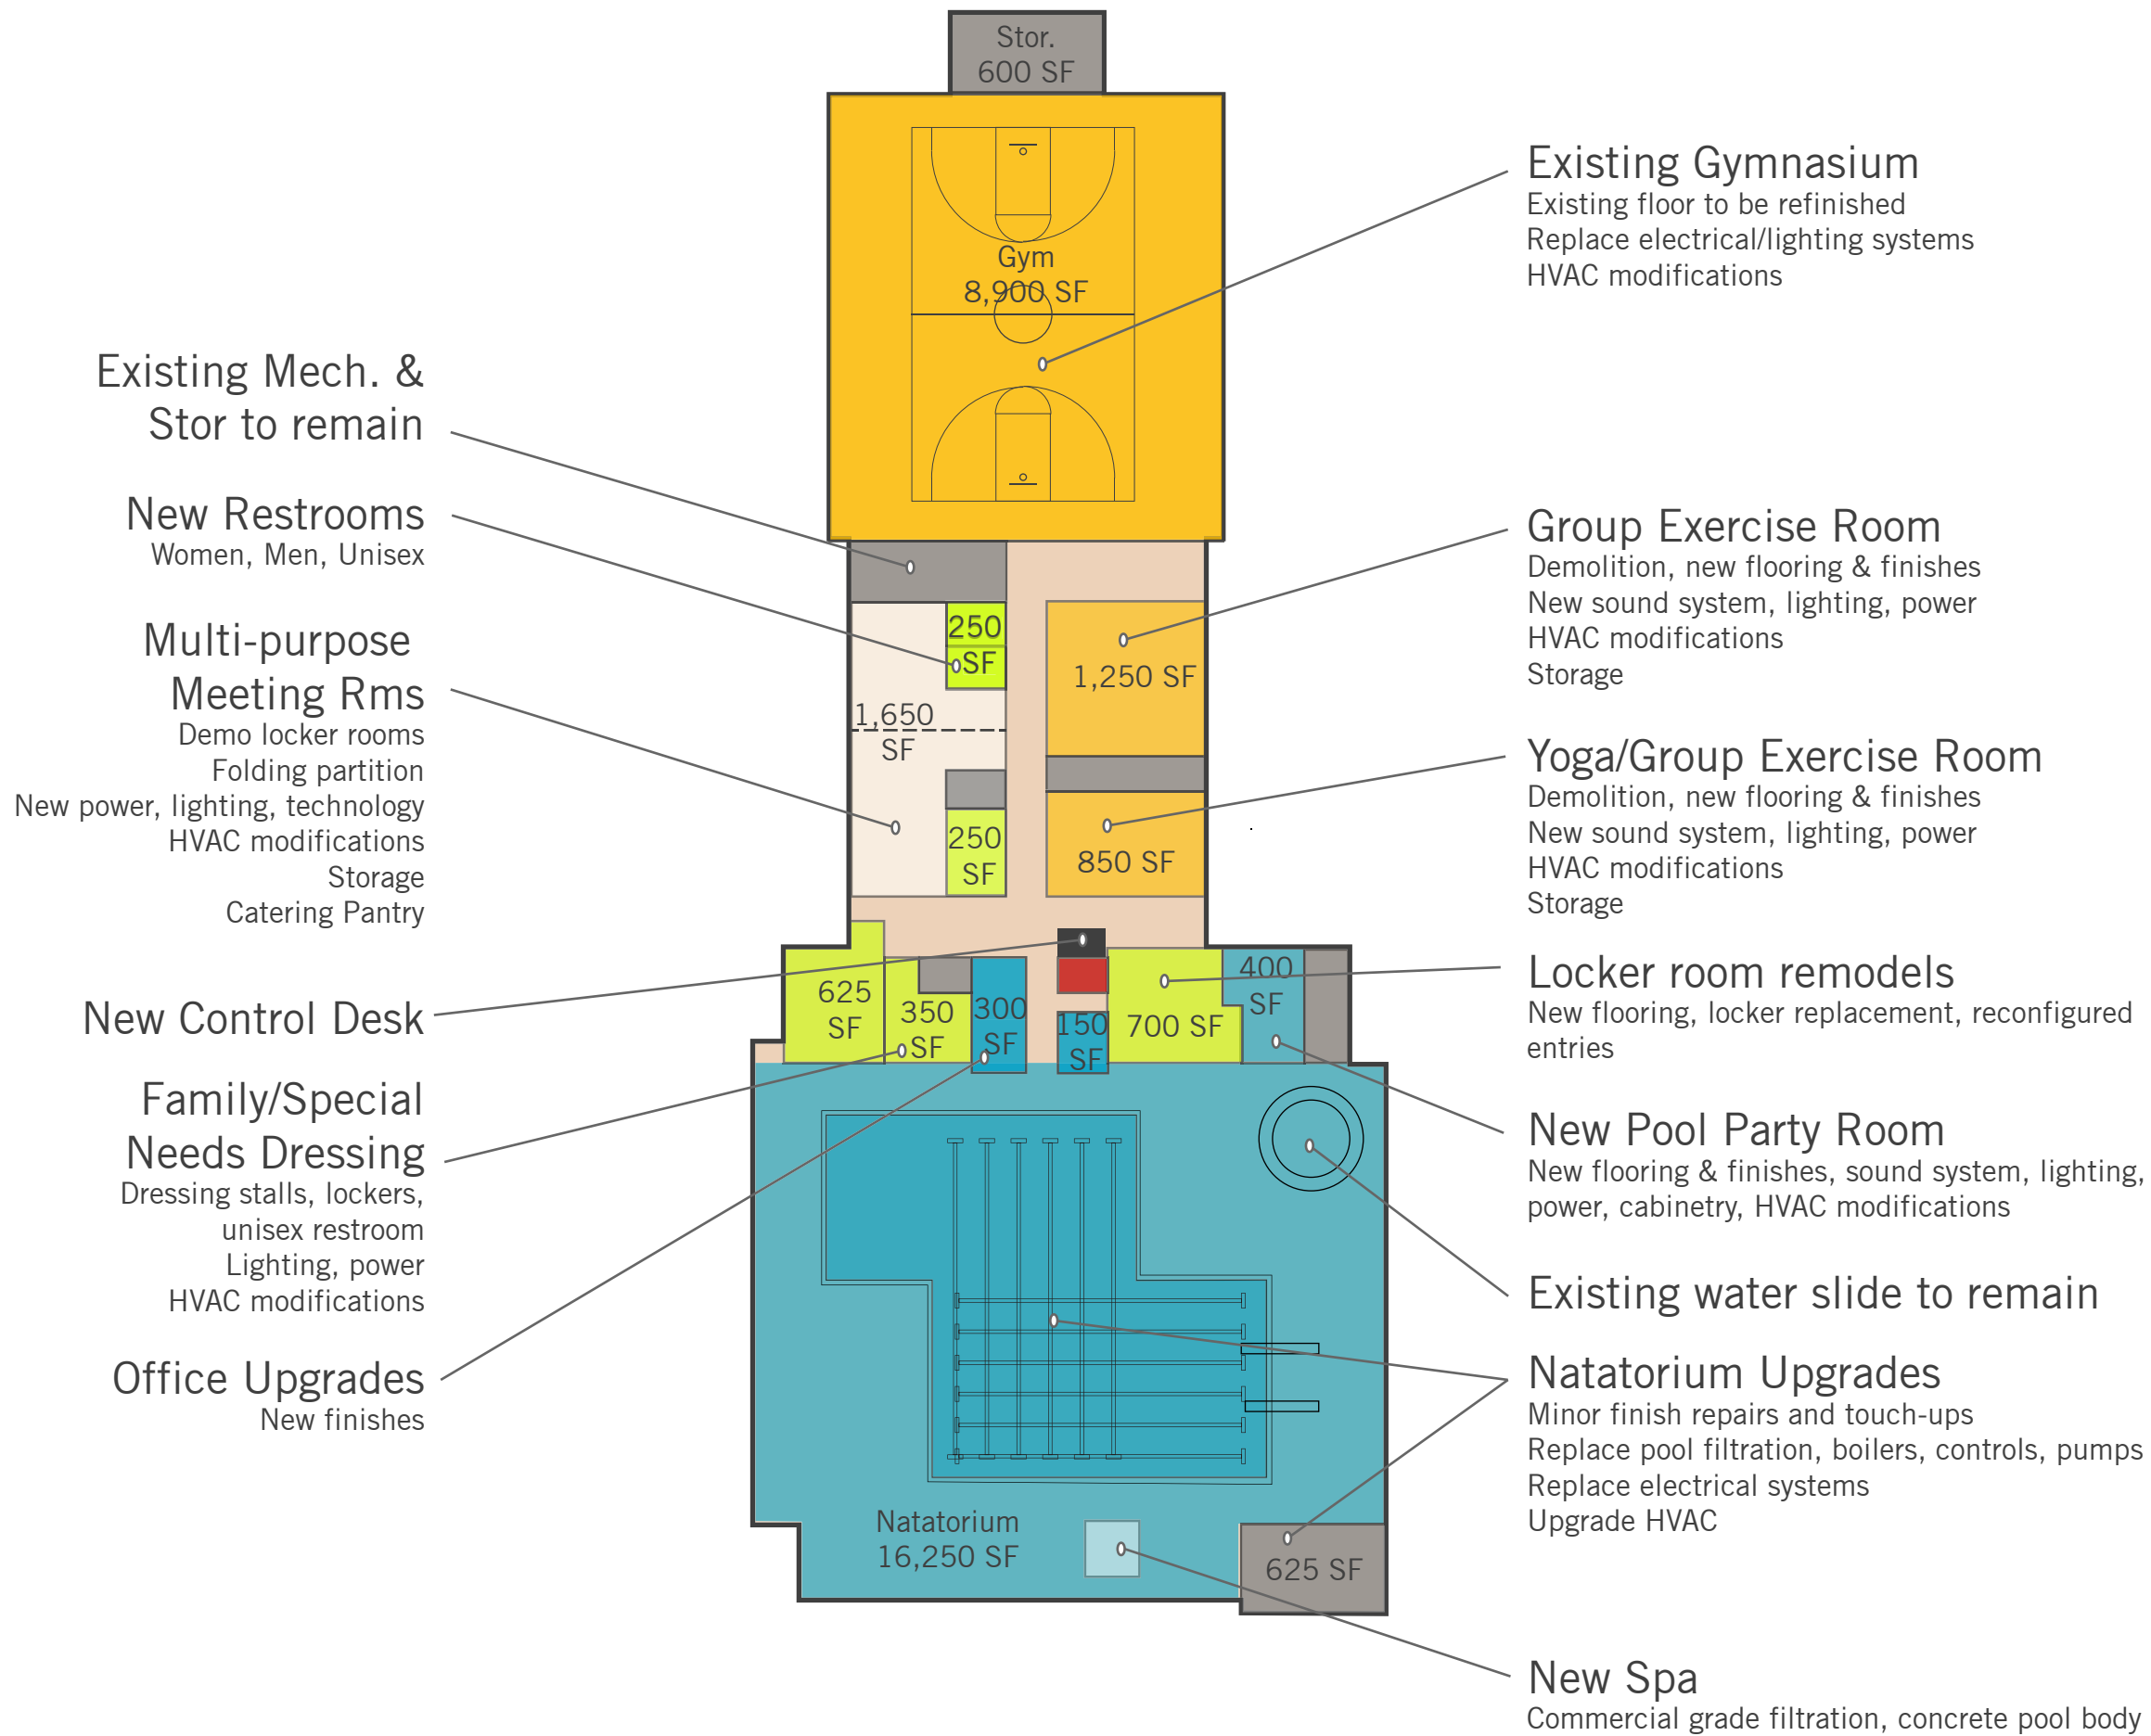 Stor.
600 SF
Gym
8,900 SF
Existing Gymnasium
Existing floor to be refinished
Replace electrical/lighting systems
HVAC modifications
Existing Mech. &
Stor to remain
New Restrooms
Women, Men, Unisex
Multi-purpose
Meeting Rms
Demo locker rooms
Folding partition
New power, lighting, technology
HVAC modifications
Storage
Catering Pantry
250
SF
1,650
SF
250
SF
1,250 SF
850 SF
Group Exercise Room
Demolition, new flooring & finishes
New sound system, lighting, power
HVAC modifications
Storage
Yoga/Group Exercise Room
Demolition, new flooring & finishes
New sound system, lighting, power
HVAC modifications
Storage
New Control Desk
Family/Special
Needs Dressing
Dressing stalls, lockers,
unisex restroom
Lighting, power
HVAC modifications
Office Upgrades
New finishes
625
SF
350
SF
300
SF
150
SF
700 SF
400
SF
Locker room remodels
New flooring, locker replacement, reconfigured
entries
New Pool Party Room
New flooring & finishes, sound system, lighting,
power, cabinetry, HVAC modifications
Existing water slide to remain
Natatorium Upgrades
Minor finish repairs and touch-ups
Replace pool filtration, boilers, controls, pumps
Replace electrical systems
Upgrade HVAC
Natatorium
16,250 SF
625 SF
New Spa
Commercial grade filtration, concrete pool body